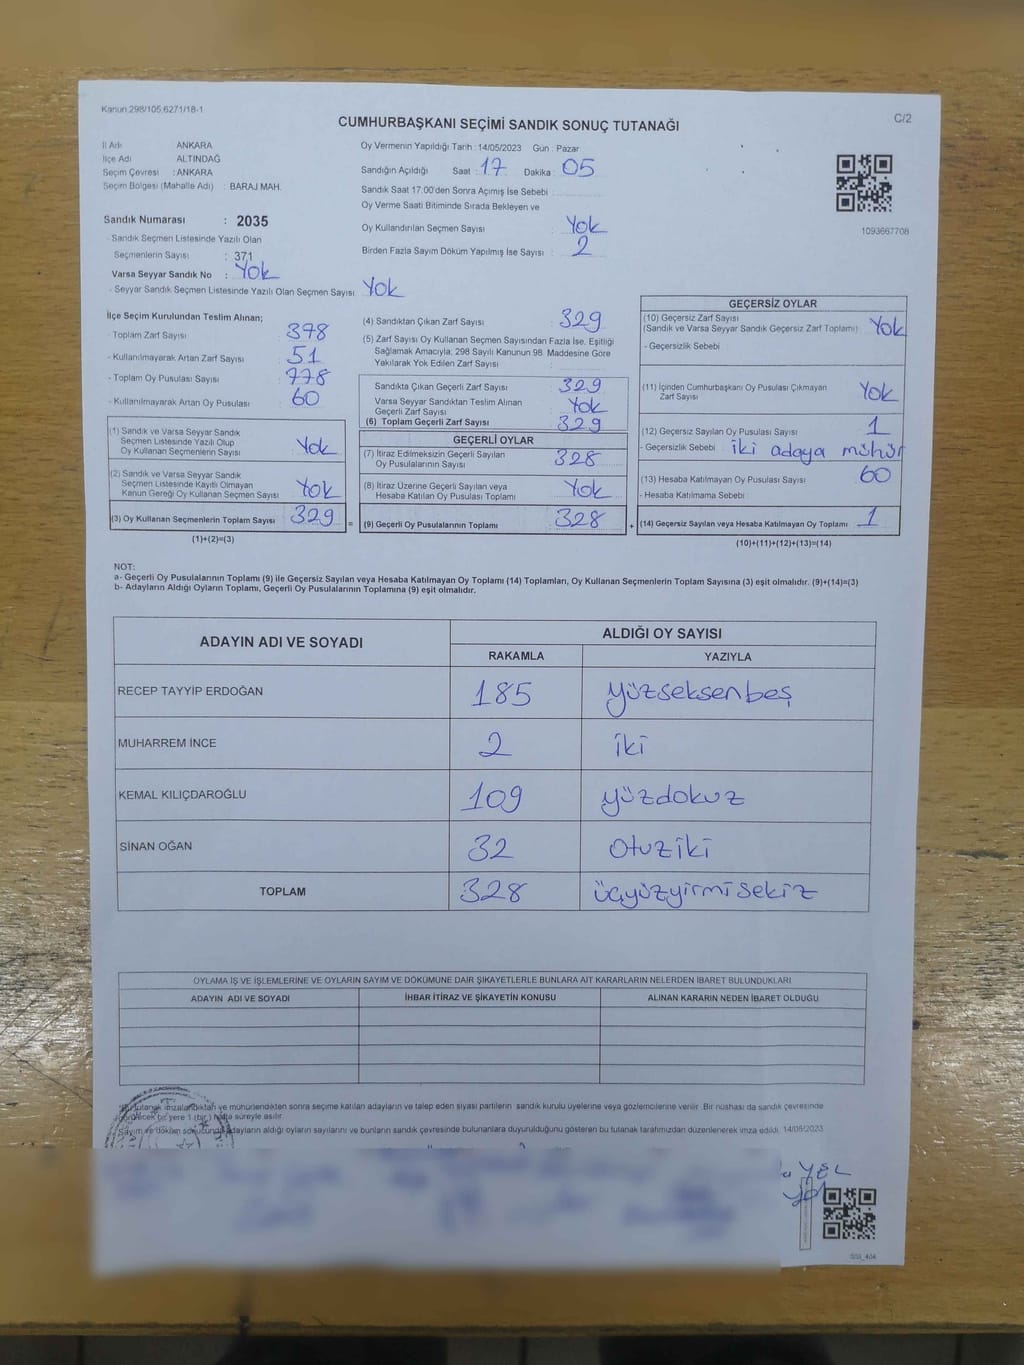 Kanun 298/105,6271/18-1
C/2
CUMHURBAŞKANI SEÇİMİ SANDIK SONUÇ TUTANAĞI
İl Adı ANKARA
İlçe Adı ALTINDAĞ
Seçim Çevresi : ANKARA
Seçim Bölgesi (Mahalle Adı) : BARAJ MAH.
Sandık Numarası : 2035
- Sandık Seçmen Listesinde Yazılı Olan
Seçmenlerin Sayısı : 371
Varsa Seyyar Sandık No : Yok
- Seyyar Sandık Seçmen Listesinde Yazılı Olan Seçmen Sayısı Yok
Oy Vermenin Yapıldığı Tarih : 14/05/2023 Gün : Pazar
Sandığın Açıldığı Saat : 17 Dakika : 05
Sandık Saat 17.00'den Sonra Açımış İse Sebebi :
Oy Verme Saati Bitiminde Sırada Bekleyen ve
Oy Kullandırılan Seçmen Sayısı : Yok
Birden Fazla Sayım Döküm Yapılmış İse Sayısı : 2
1093667708
İlçe Seçim Kurulundan Teslim Alınan;
- Toplam Zarf Sayısı 378
- Kullanılmayarak Artan Zarf Sayısı 51
- Toplam Oy Pusulası Sayısı 778
- Kullanılmayarak Artan Oy Pusulası 60
(1) Sandık ve Varsa Seyyar Sandık
Seçmen Listesinde Yazılı Olup
Oy Kullanan Seçmenlerin Sayısı Yok
(2) Sandık ve Varsa Seyyar Sandık
Seçmen Listesinde Kayıtlı Olmayan
Kanun Gereği Oy Kullanan Seçmen Sayısı Yok
(3) Oy Kullanan Seçmenlerin Toplam Sayısı 329 =
(1)+(2)=(3)
(4) Sandıktan Çıkan Zarf Sayısı : 329
(5) Zarf Sayısı Oy Kullanan Seçmen Sayısından Fazla İse, Eşitliği
Sağlamak Amacıyla; 298 Sayılı Kanunun 98. Maddesine Göre
Yakılarak Yok Edilen Zarf Sayısı :
Sandıkta Çıkan Geçerli Zarf Sayısı 329
Varsa Seyyar Sandıktan Teslim Alınan
Geçerli Zarf Sayısı Yok
(6) Toplam Geçerli Zarf Sayısı 329
GEÇERLİ OYLAR
(7) İtiraz Edilmeksizin Geçerli Sayılan
Oy Pusulalarının Sayısı 328
(8) İtiraz Üzerine Geçerli Sayılan veya
Hesaba Katılan Oy Pusulası Toplamı Yok
(9) Geçerli Oy Pusulalarının Toplamı 328 +
GEÇERSİZ OYLAR
(10) Geçersiz Zarf Sayısı
(Sandık ve Varsa Seyyar Sandık Geçersiz Zarf Toplamı) Yok
- Geçersizlik Sebebi
(11) İçinden Cumhurbaşkanı Oy Pusulası Çıkmayan
Zarf Sayısı Yok
(12) Geçersiz Sayılan Oy Pusulası Sayısı 1
- Geçersizlik Sebebi iki adaya mühür
(13) Hesaba Katılmayan Oy Pusulası Sayısı 60
- Hesaba Katılmama Sebebi
(14) Geçersiz Sayılan veya Hesaba Katılmayan Oy Toplamı 1
(10)+(11)+(12)+(13)=(14)
NOT:
a- Geçerli Oy Pusulalarının Toplamı (9) ile Geçersiz Sayılan veya Hesaba Katılmayan Oy Toplamı (14) Toplamları, Oy Kullanan Seçmenlerin Toplam Sayısına (3) eşit olmalıdır. (9)+(14)=(3)
b- Adayların Aldığı Oyların Toplamı, Geçerli Oy Pusulalarının Toplamına (9) eşit olmalıdır.
ADAYIN ADI VE SOYADI ALDIĞI OY SAYISI
RAKAMLA YAZIYLA
RECEP TAYYİP ERDOĞAN 185 yüzseksenbeş
MUHARREM İNCE 2 iki
KEMAL KILIÇDAROĞLU 109 yüzdokuz
SİNAN OĞAN 32 Otuziki
TOPLAM 328 üçyüzyirmisekiz
OYLAMA İŞ VE İŞLEMLERİNE VE OYLARIN SAYIM VE DÖKÜMÜNE DAİR ŞİKAYETLERLE BUNLARA AİT KARARLARIN NELERDEN İBARET BULUNDUKLARI
ADAYIN ADI VE SOYADI İHBAR İTİRAZ VE ŞİKAYETİN KONUSU ALINAN KARARIN NEDEN İBARET OLDUĞU
tutanak imzalandıktan ve mühürlendikten sonra seçime katılan adayların ve talep eden siyasi partilerin sandık kurulu üyelerine veya gözlemcilerine verilir. Bir nüshası da sandık çevresinde
bir yere 1 (bir ) hafta süreyle asılır.
Sayım ve döküm sonucunda adayların aldığı oyların sayılarını ve bunların sandık çevresinde bulunanlara duyurulduğunu gösteren bu tutanak tarafımızdan düzenlenerek imza edildi. 14/05/2023
YEL